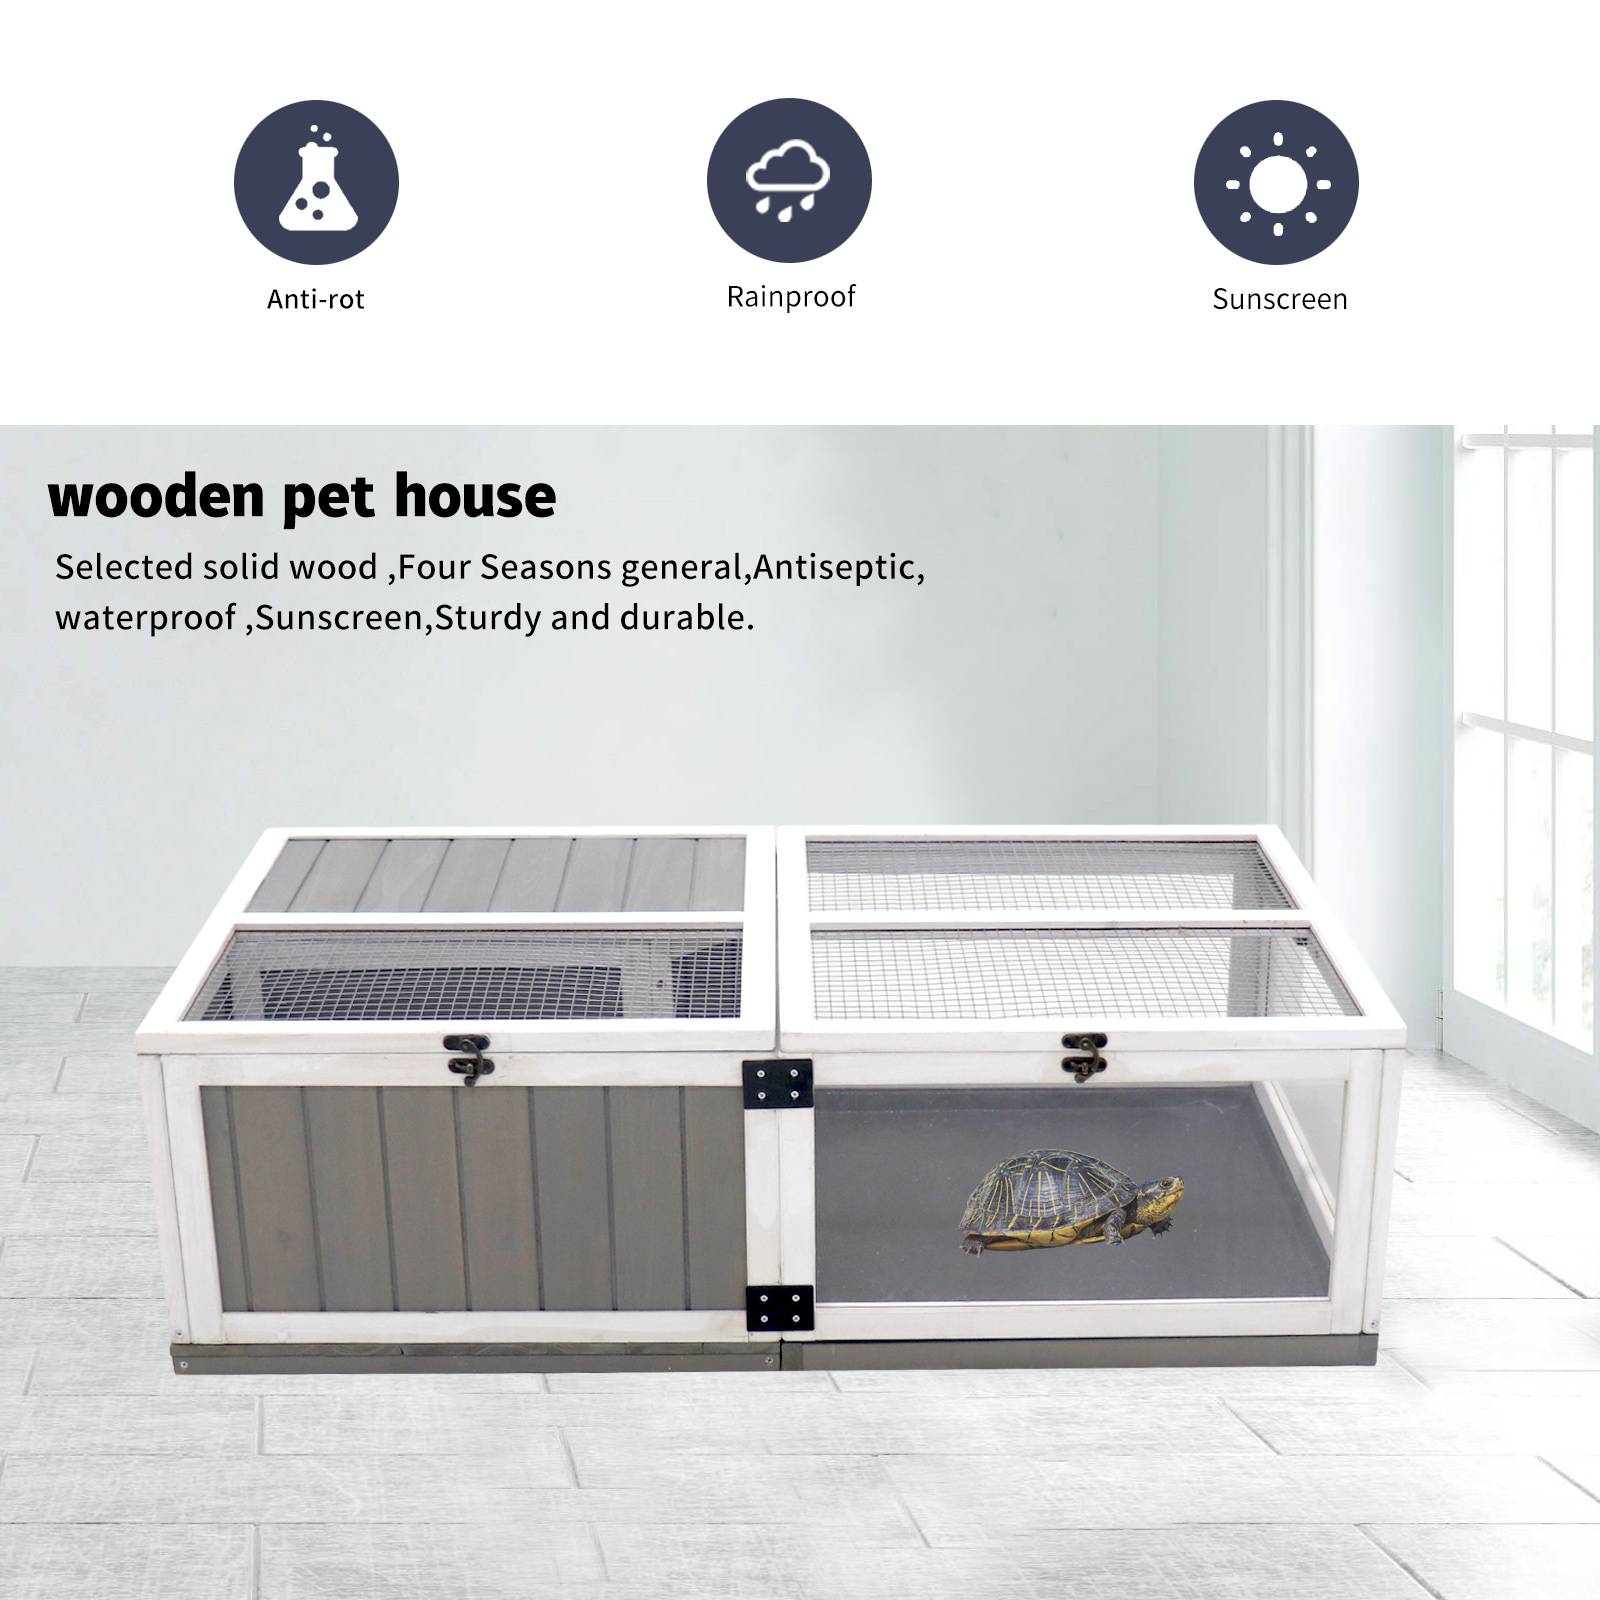 Anti-rot
Rainproof
Sunscreen
wooden pet house
Selected solid wood ,Four Seasons general,Antiseptic,
waterproof ,Sunscreen,Sturdy and durable.